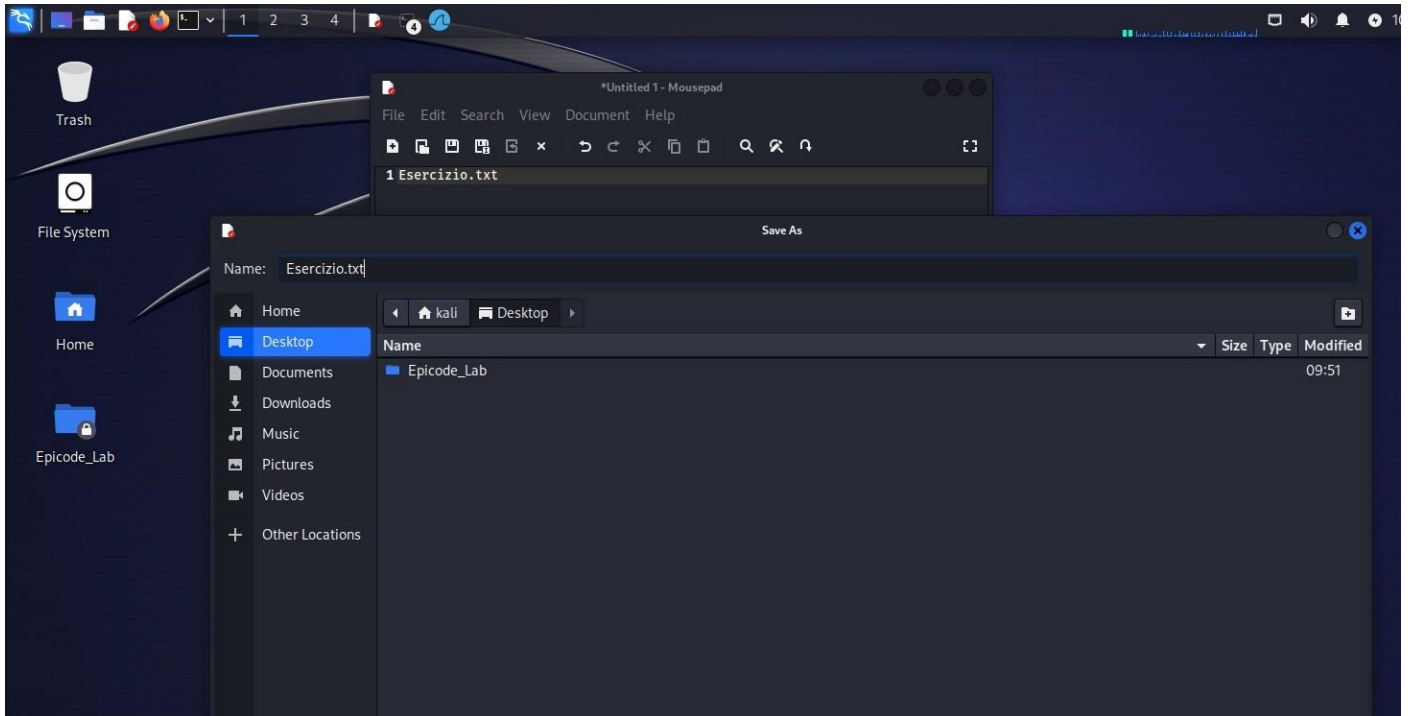 1 2 3 4 4 10
Trash
*Untitled 1 - Mousepad
File Edit Search View Document Help
1 Esercizio.txt
File System
Save As
Name: Esercizio.txt
Home
Home
kali Desktop
Desktop
Name Size Type Modified
Documents
Epicode_Lab 09:51
Downloads
Music
Epicode_Lab
Pictures
Videos
Other Locations